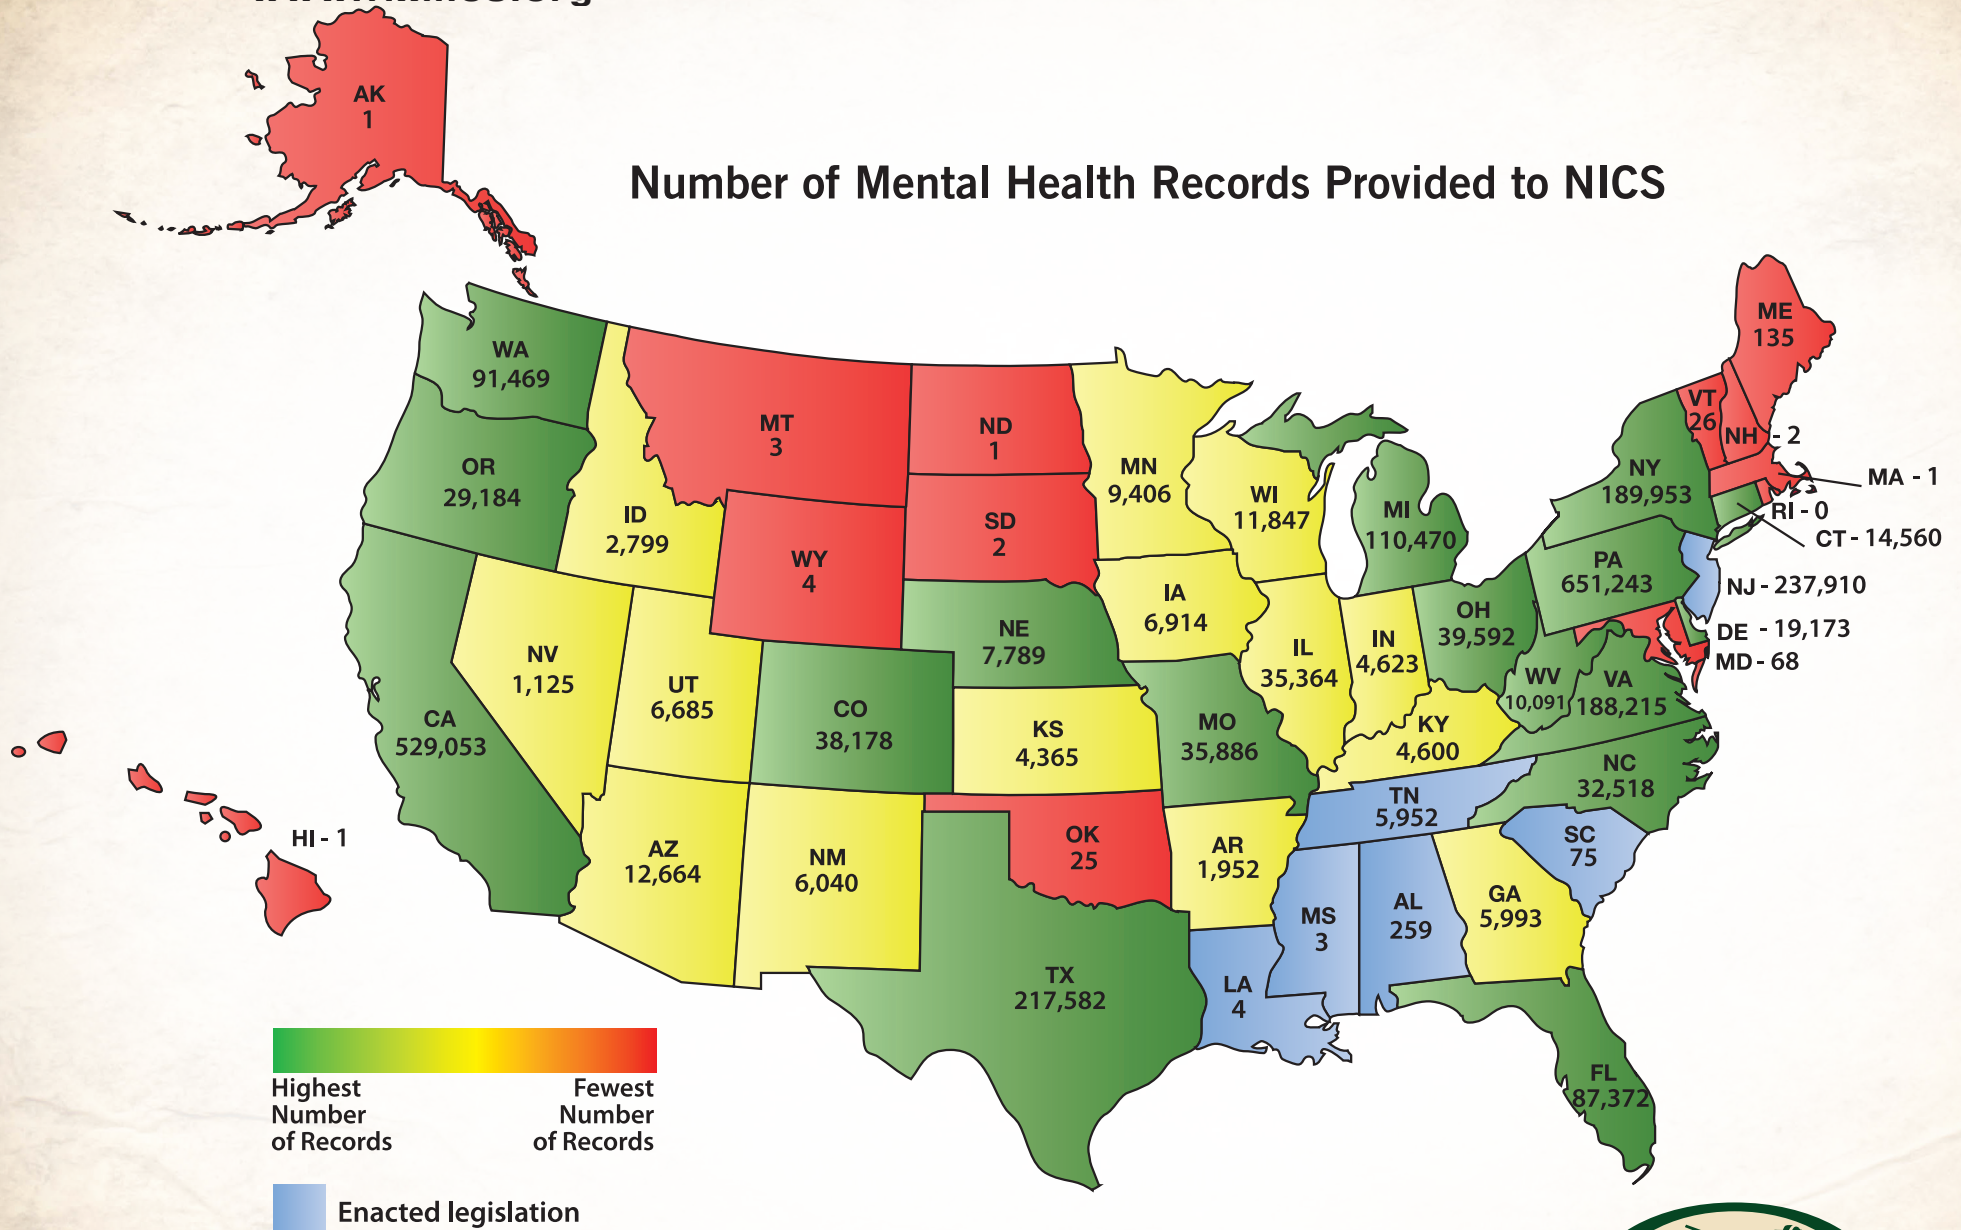 AK
1
Number of Mental Health Records Provided to NICS
ME
135
WA
91,469
VT
26
NH - 2
MT
3
ND
1
OR
29,184
MN
9,406
NY
189,953
MA - 1
WI
11,847
MI
110,470
RI - 0
CT - 14,560
ID
2,799
SD
2
WY
4
PA
651,243
NJ - 237,910
IA
6,914
OH
39,592
DE - 19,173
MD - 68
NE
7,789
IL
35,364
IN
4,623
NV
1,125
UT
6,685
WV
10,091
VA
188,215
CO
38,178
CA
529,053
KS
4,365
MO
35,886
KY
4,600
NC
32,518
TN
5,952
HI - 1
OK
25
AR
1,952
SC
75
AZ
12,664
NM
6,040
GA
5,993
MS
3
AL
259
TX
217,582
LA
4
FL
87,372
Highest
Number
of Records
Fewest
Number
of Records
Enacted legislation